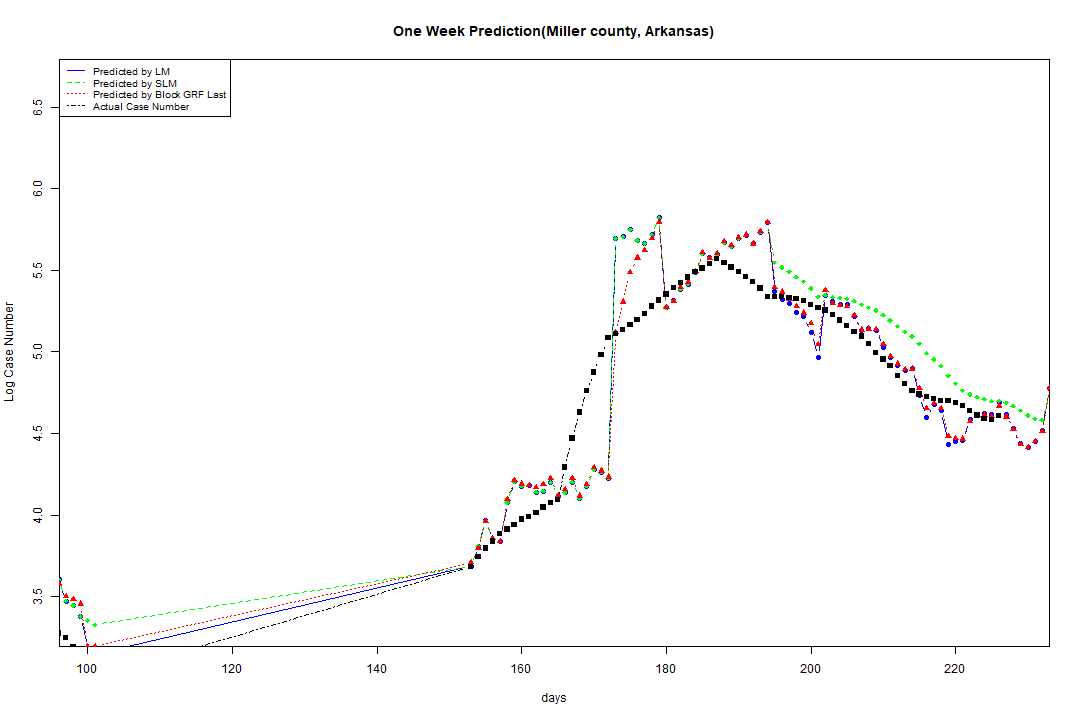 One Week Prediction(Miller county, Arkansas)
Predicted by LM
Predicted by SLM
Predicted by Block GRF Last
Actual Case Number
6.5
6.0
5.5
5.0
4.5
4.0
3.5
Log Case Number
100 120 140 160 180 200 220
days